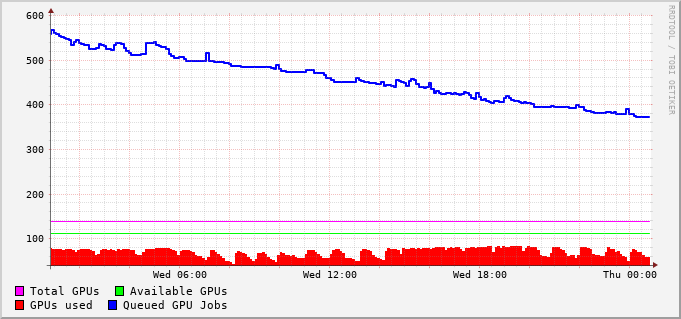 600
500
400
300
200
100
Wed 06:00
Wed 12:00
Wed 18:00
Thu 00:00
Total GPUs
Available GPUs
GPUs used
Queued GPU Jobs
RRDTOOL / TOBI OETIKER